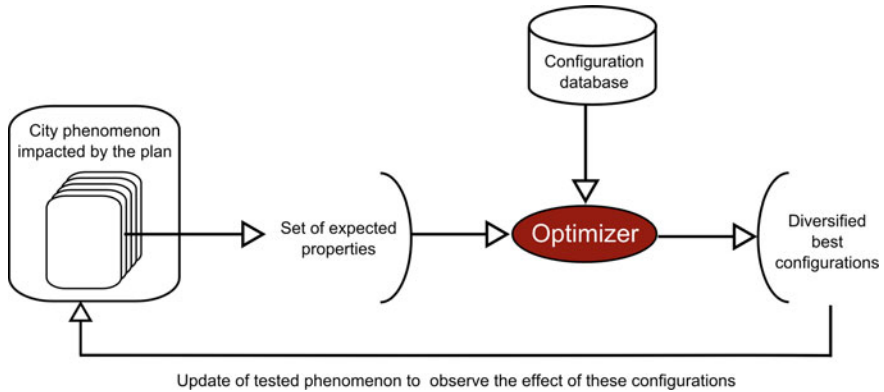 Configuration
database
City phenomenon
impacted by the plan
Set of expected
properties
Optimizer
Diversified
best
configurations
Update of tested phenomenon to observe the effect of these configurations